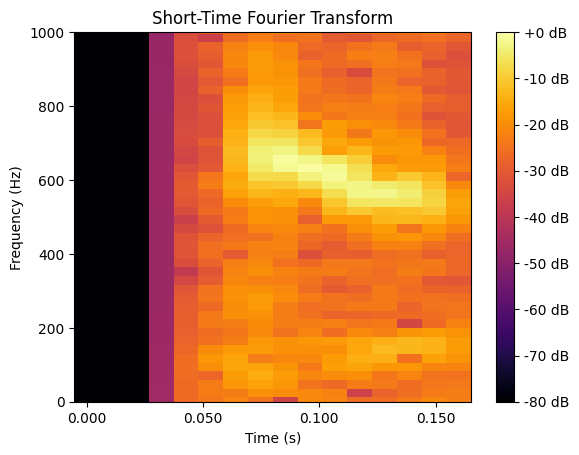 Short-Time Fourier Transform
1000
800
600
400
200
0
Frequency (Hz)
0.000
0.050
0.100
0.150
Time (s)
+0 dB
-10 dB
-20 dB
-30 dB
-40 dB
-50 dB
-60 dB
-70 dB
-80 dB